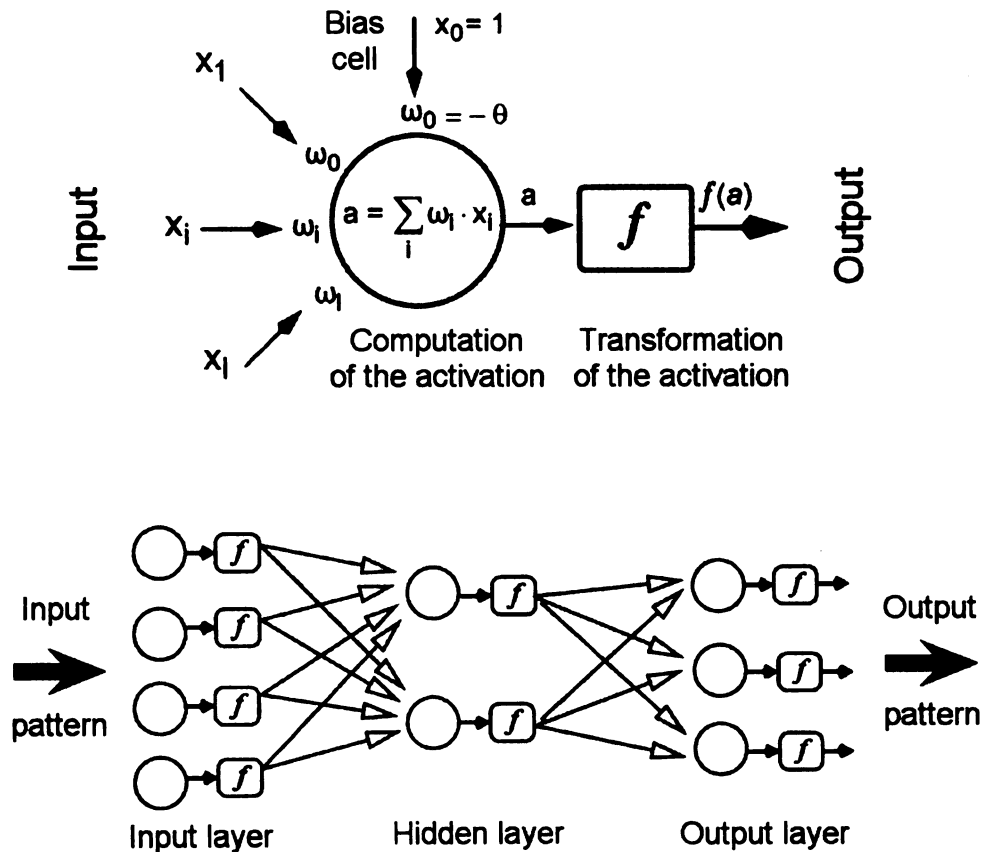 Bias
cell
x₀ = 1
x₁
ω₀ = − θ
ω₀
Input
xᵢ
ωᵢ
a = ∑ᵢ ωᵢ · xᵢ
a
f
f(a)
Output
ωₗ
xₗ
Computation
of the activation
Transformation
of the activation
Input
pattern
f
f
f
f
f
f
f
f
f
Output
pattern
Input layer
Hidden layer
Output layer